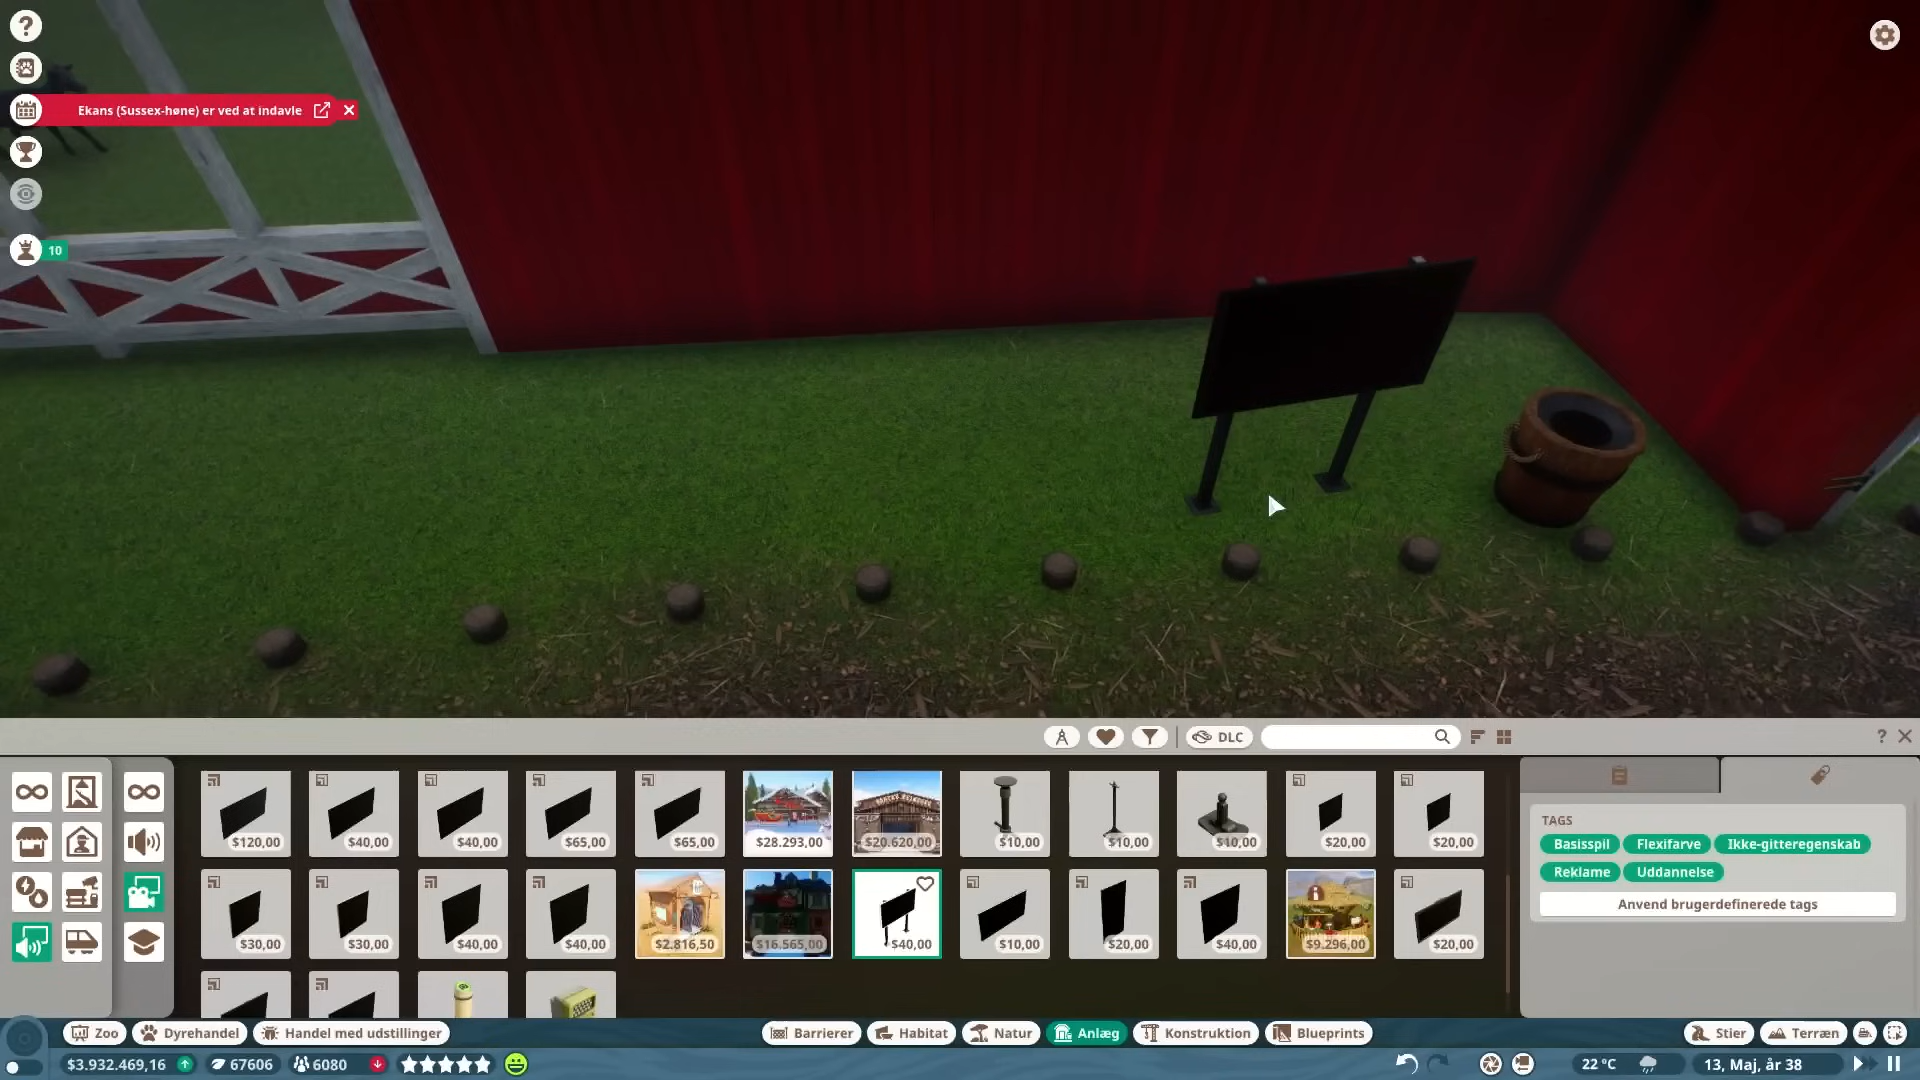 ?
Ekans (Sussex-høne) er ved at indavle
10
DLC
?
$120,00
$40,00
$40,00
$65,00
$65,00
$28.293,00
$20.620,00
$10,00
$10,00
$10,00
$20,00
$20,00
$30,00
$30,00
$40,00
$40,00
$2.816,50
$16.565,00
$40,00
$10,00
$20,00
$40,00
$9.296,00
$20,00
TAGS
Basisspil
Flexifarve
Ikke-gitteregenskab
Reklame
Uddannelse
Anvend brugerdefinerede tags
Zoo
Dyrehandel
Handel med udstillinger
Barrierer
Habitat
Natur
Anlæg
Konstruktion
Blueprints
Stier
Terræn
$3.932.469,16
67606
6080
22 °C
13, Maj, år 38